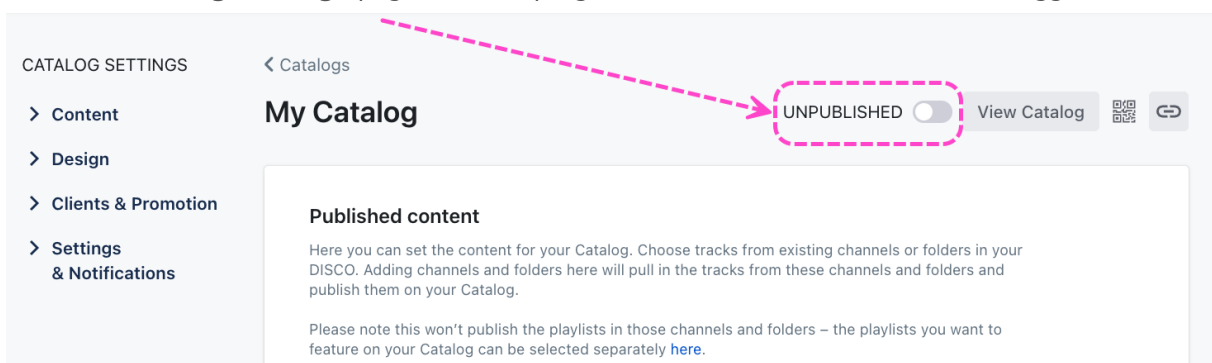 CATALOG SETTINGS
Content
Design
Clients & Promotion
Settings
& Notifications
Catalogs
My Catalog
UNPUBLISHED
View Catalog
Published content
Here you can set the content for your Catalog. Choose tracks from existing channels or folders in your
DISCO. Adding channels and folders here will pull in the tracks from these channels and folders and
publish them on your Catalog.
Please note this won’t publish the playlists in those channels and folders – the playlists you want to
feature on your Catalog can be selected separately here.